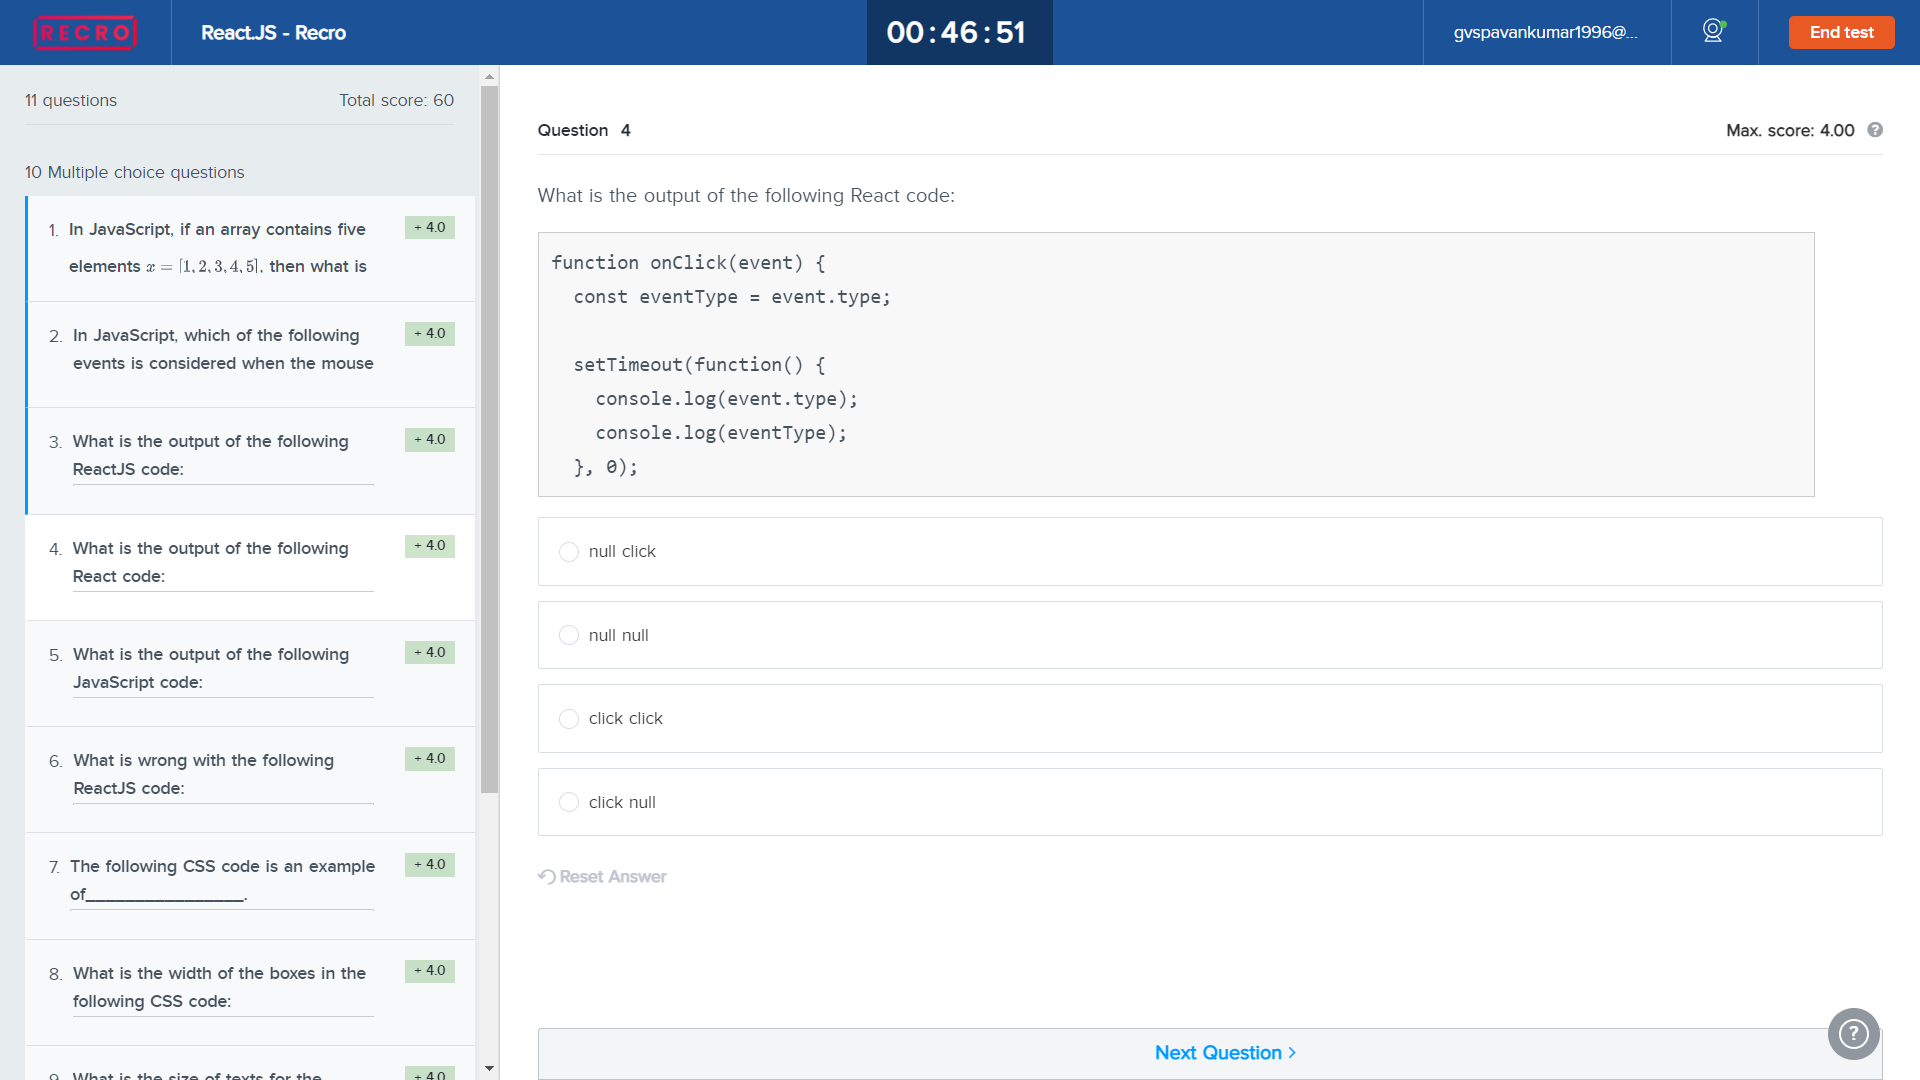 RECRO
React.JS - Recro
00:46:51
gvspavankumar1996@...
End test
11 questions
Total score: 60
10 Multiple choice questions
1. In JavaScript, if an array contains five
elements x = [1, 2, 3, 4, 5], then what is
+ 4.0
2. In JavaScript, which of the following
events is considered when the mouse
+ 4.0
3. What is the output of the following
ReactJS code:
+ 4.0
4. What is the output of the following
React code:
+ 4.0
5. What is the output of the following
JavaScript code:
+ 4.0
6. What is wrong with the following
ReactJS code:
+ 4.0
7. The following CSS code is an example
of_________________.
+ 4.0
8. What is the width of the boxes in the
following CSS code:
+ 4.0
9. What is the size of texts for the
+ 4.0
Question 4
Max. score: 4.00 ?
What is the output of the following React code:
function onClick(event) {
const eventType = event.type;
setTimeout(function() {
console.log(event.type);
console.log(eventType);
}, 0);
null click
null null
click click
click null
Reset Answer
Next Question >
?